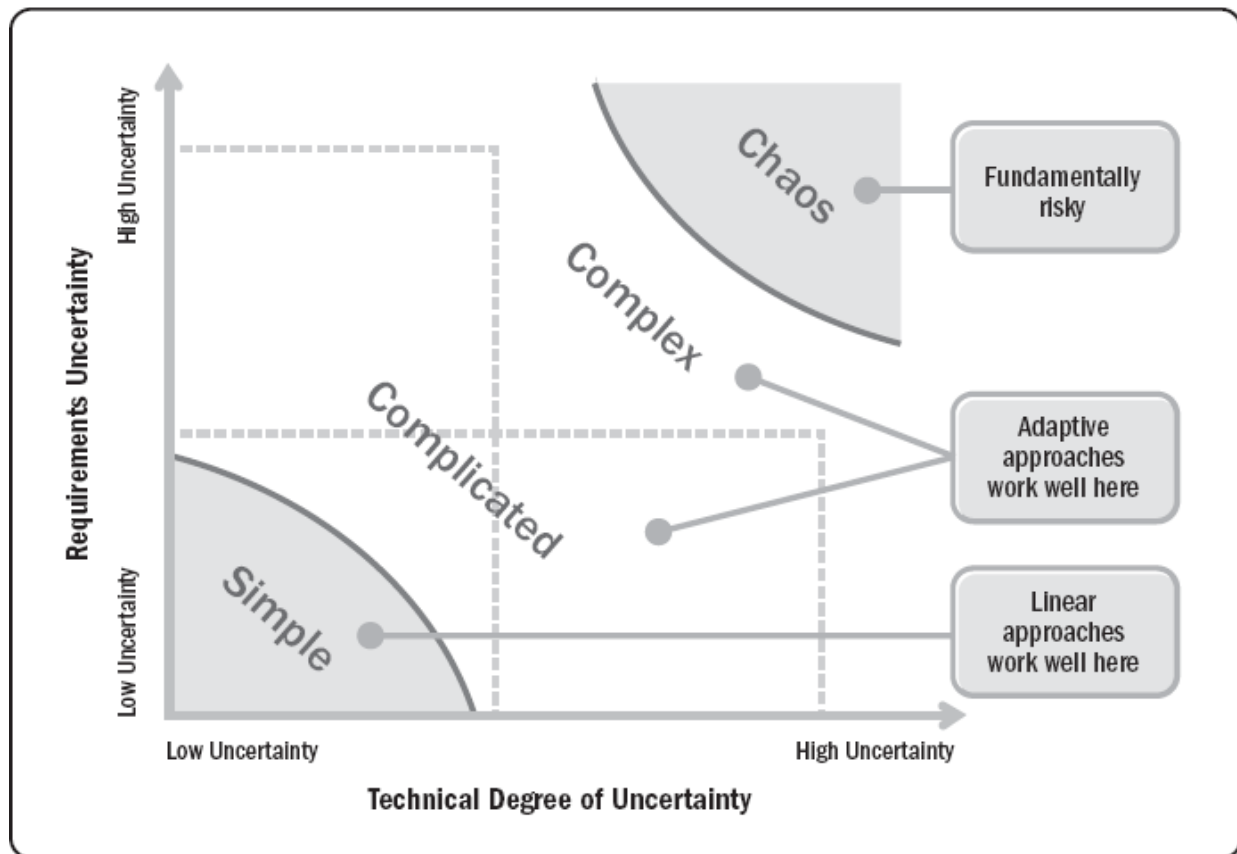 High Uncertainty
Requirements Uncertainty
Low Uncertainty
Chaos
Complex
Complicated
Simple
Fundamentally
risky
Adaptive
approaches
work well here
Linear
approaches
work well here
Low Uncertainty
High Uncertainty
Technical Degree of Uncertainty